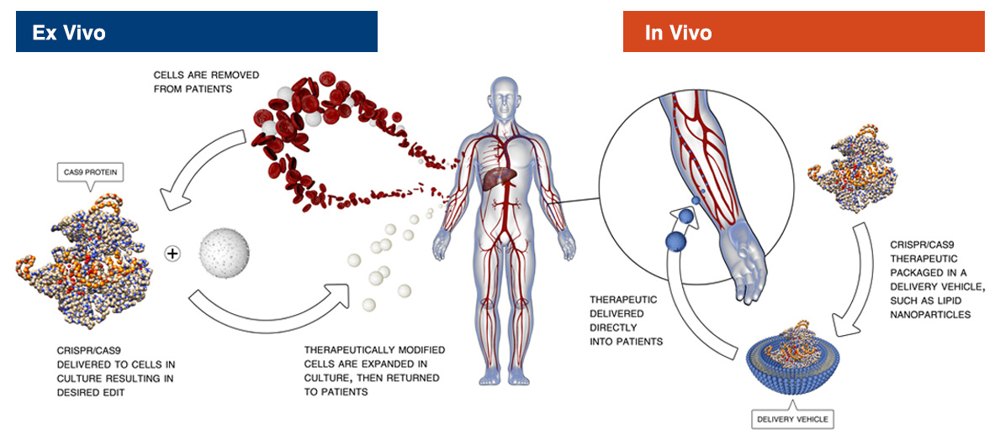 Ex Vivo
In Vivo
CELLS ARE REMOVED
FROM PATIENTS
CAS9 PROTEIN
CRISPR/CAS9
DELIVERED TO CELLS IN
CULTURE RESULTING IN
DESIRED EDIT
THERAPEUTICALLY MODIFIED
CELLS ARE EXPANDED IN
CULTURE, THEN RETURNED
TO PATIENTS
CRISPR/CAS9
THERAPEUTIC
PACKAGED IN A
DELIVERY VEHICLE,
SUCH AS LIPID
NANOPARTICLES
THERAPEUTIC
DELIVERED
DIRECTLY
INTO PATIENTS
DELIVERY VEHICLE